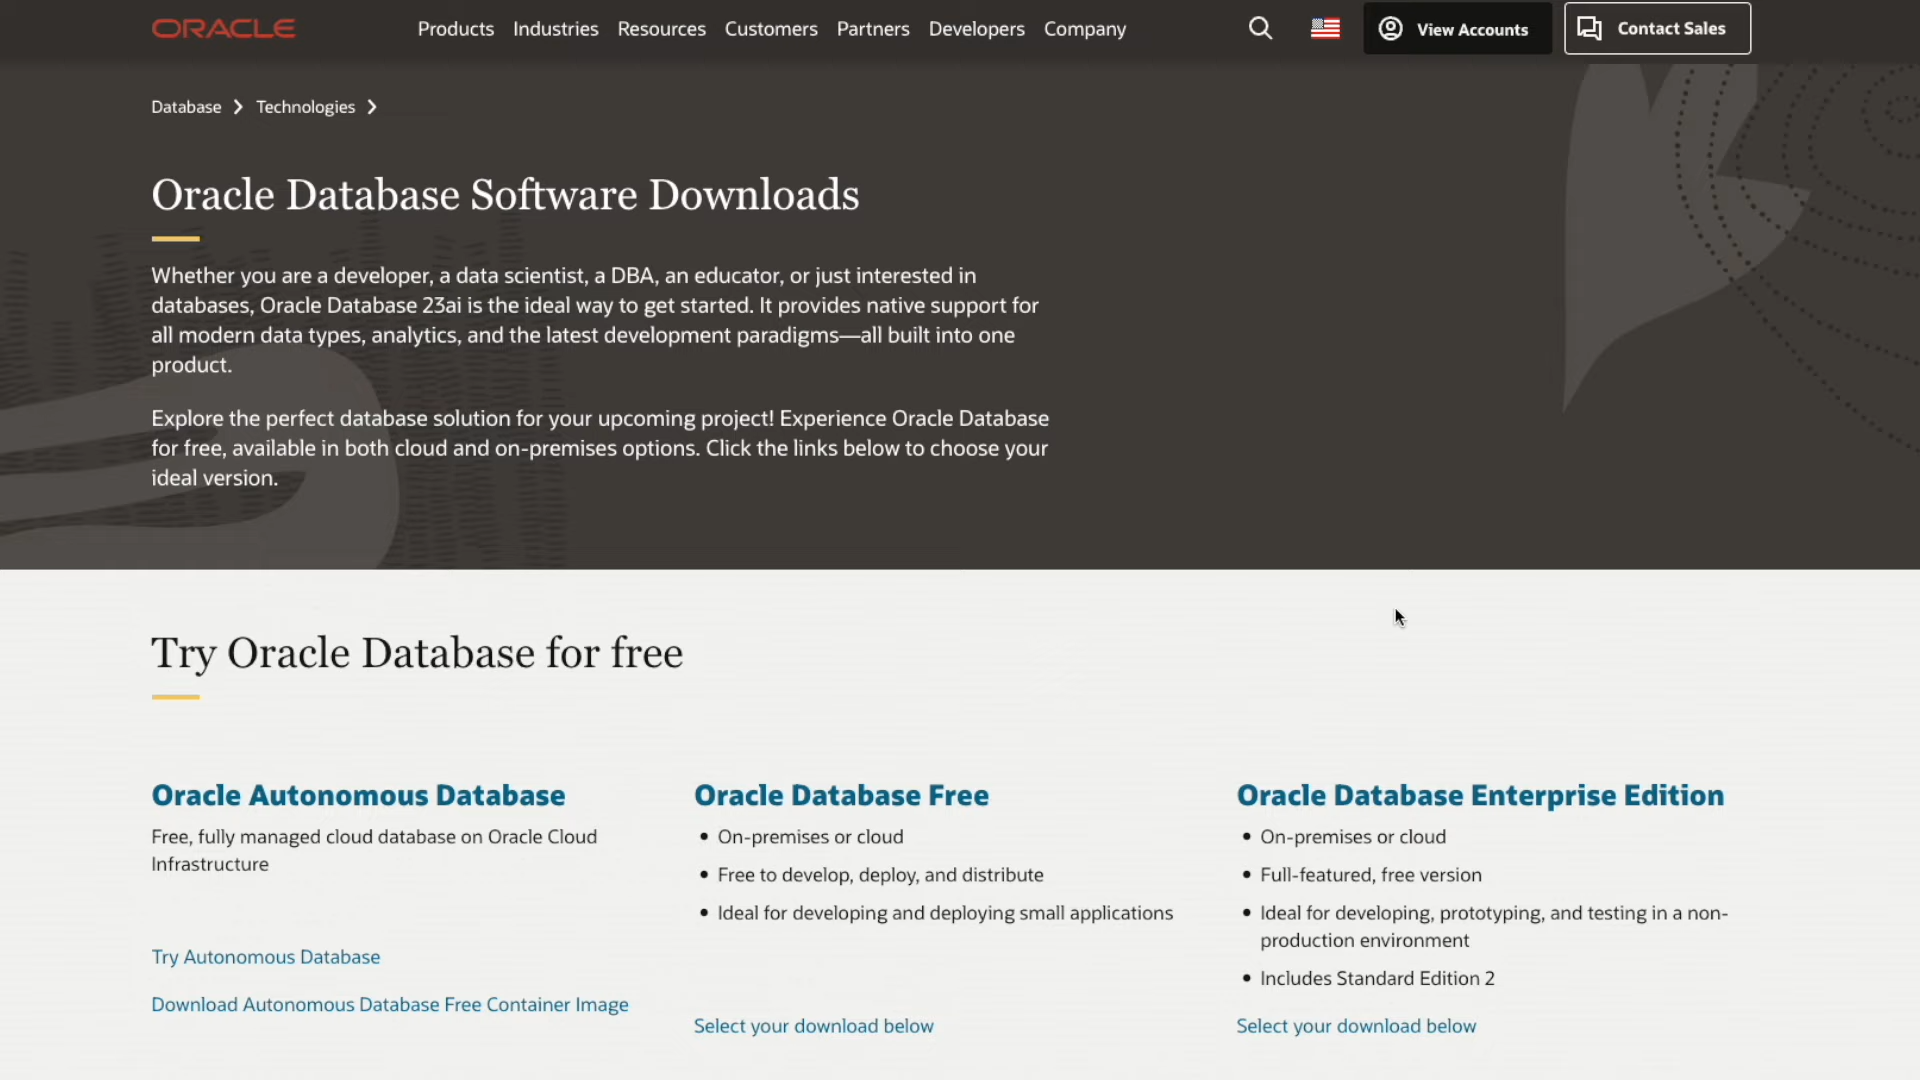 ORACLE
Products Industries Resources Customers Partners Developers Company
View Accounts
Contact Sales
Database
Technologies
Oracle Database Software Downloads
Whether you are a developer, a data scientist, a DBA, an educator, or just interested in
databases, Oracle Database 23ai is the ideal way to get started. It provides native support for
all modern data types, analytics, and the latest development paradigms—all built into one
product.
Explore the perfect database solution for your upcoming project! Experience Oracle Database
for free, available in both cloud and on-premises options. Click the links below to choose your
ideal version.
Try Oracle Database for free
Oracle Autonomous Database
Free, fully managed cloud database on Oracle Cloud
Infrastructure
Try Autonomous Database
Download Autonomous Database Free Container Image
Oracle Database Free
• On-premises or cloud
• Free to develop, deploy, and distribute
• Ideal for developing and deploying small applications
Select your download below
Oracle Database Enterprise Edition
• On-premises or cloud
• Full-featured, free version
• Ideal for developing, prototyping, and testing in a non-
production environment
• Includes Standard Edition 2
Select your download below